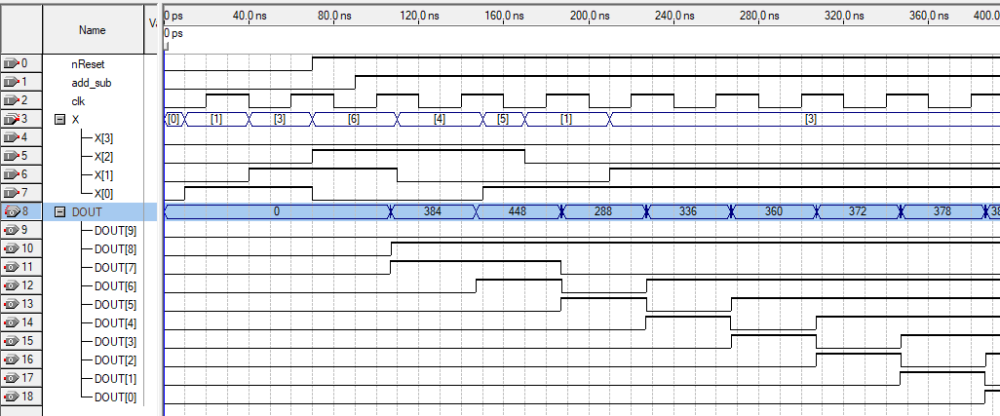 Name Va 0 ps 40.0 ns 80.0 ns 120.0 ns 160.0 ns 200.0 ns 240.0 ns 280.0 ns 320.0 ns 360.0 ns 400.0
0 ps
0 nReset
1 add_sub
2 clk
3 X [0] [1] [3] [6] [4] [5] [1] [3]
4 X[3]
5 X[2]
6 X[1]
7 X[0]
8 DOUT 0 384 448 288 336 360 372 378 38
9 DOUT[9]
10 DOUT[8]
11 DOUT[7]
12 DOUT[6]
13 DOUT[5]
14 DOUT[4]
15 DOUT[3]
16 DOUT[2]
17 DOUT[1]
18 DOUT[0]